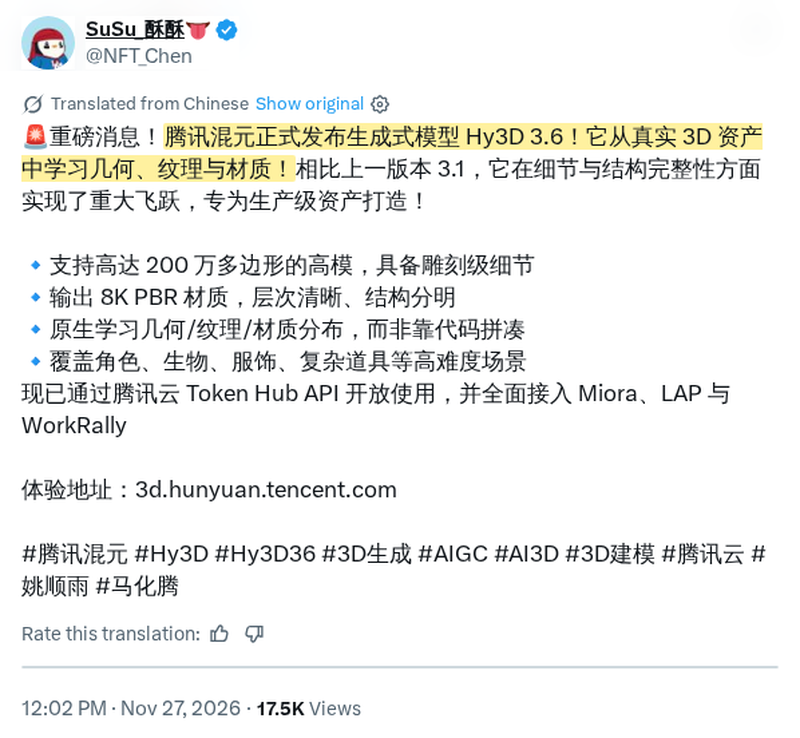 SuSu_酥酥👅
@NFT_Chen
Translated from Chinese Show original
🚨重磅消息！腾讯混元正式发布生成式模型 Hy3D 3.6！它从真实 3D 资产
中学习几何、纹理与材质！相比上一版本 3.1，它在细节与结构完整性方面
实现了重大飞跃，专为生产级资产打造！
🔹支持高达 200 万多边形的高模，具备雕刻级细节
🔹输出 8K PBR 材质，层次清晰、结构分明
🔹原生学习几何/纹理/材质分布，而非靠代码拼凑
🔹覆盖角色、生物、服饰、复杂道具等高难度场景
现已通过腾讯云 Token Hub API 开放使用，并全面接入 Miora、LAP 与
WorkRally
体验地址：3d.hunyuan.tencent.com
#腾讯混元 #Hy3D #Hy3D36 #3D生成 #AIGC #AI3D #3D建模 #腾讯云 #
姚顺雨 #马化腾
Rate this translation:
12:02 PM · Nov 27, 2026 · 17.5K Views